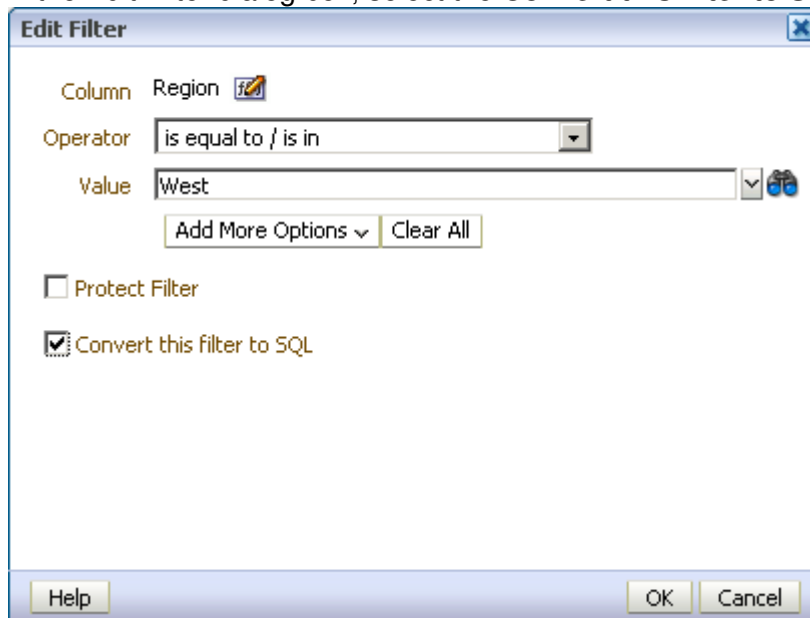 Edit Filter
Column Region
Operator is equal to / is in
Value West
Add More Options Clear All
Protect Filter
Convert this filter to SQL
Help OK Cancel